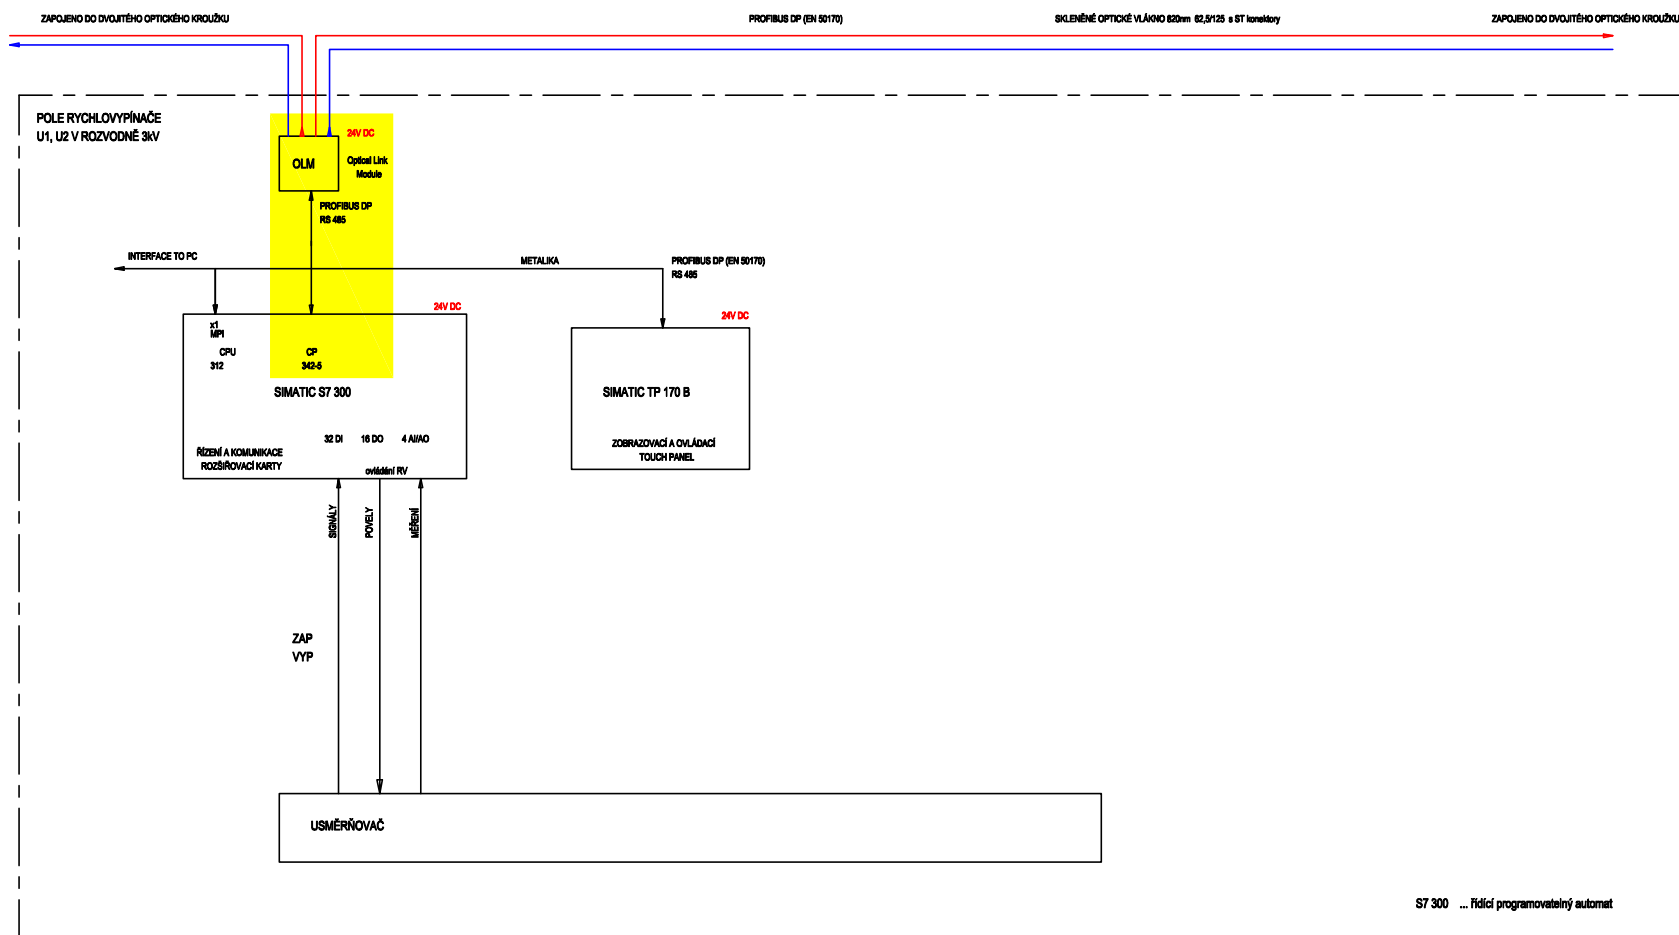 ZAPOJENO DO DVOJITÉHO OPTICKÉHO KROUŽKU
PROFIBUS DP (EN 50170)
SKLENĚNÉ OPTICKÉ VLÁKNO 820nm 62,5/125 s ST konektory
ZAPOJENO DO DVOJITÉHO OPTICKÉHO KROUŽKU
POLE RYCHLOVYPÍNAČE
U1, U2 V ROZVODNĚ 3kV
24V DC
OLM
Optical Link
Module
PROFIBUS DP
RS 485
INTERFACE TO PC
METALIKA
PROFIBUS DP (EN 50170)
RS 485
24V DC
24V DC
x1
MPI
CPU
312
CP
342-5
SIMATIC S7 300
SIMATIC TP 170 B
32 DI
16 DO
4 AI/AO
ŘÍZENÍ A KOMUNIKACE
ROZŠIŘOVACÍ KARTY
ovládání RV
ZOBRAZOVACÍ A OVLÁDACÍ
TOUCH PANEL
SIGNÁLY
POVELY
MĚŘENÍ
ZAP
VYP
USMĚRŇOVAČ
S7 300 ... řídící programovatelný automat